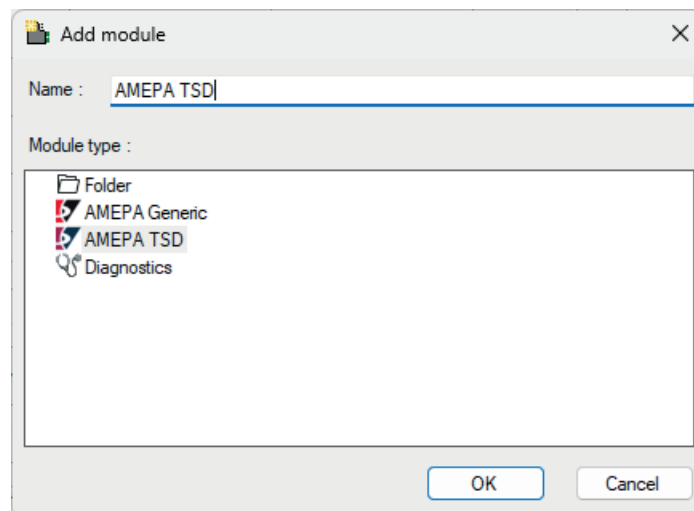 Add module
Name : AMEPA TSD
Module type :
Folder
AMEPA Generic
AMEPA TSD
Diagnostics
OK Cancel